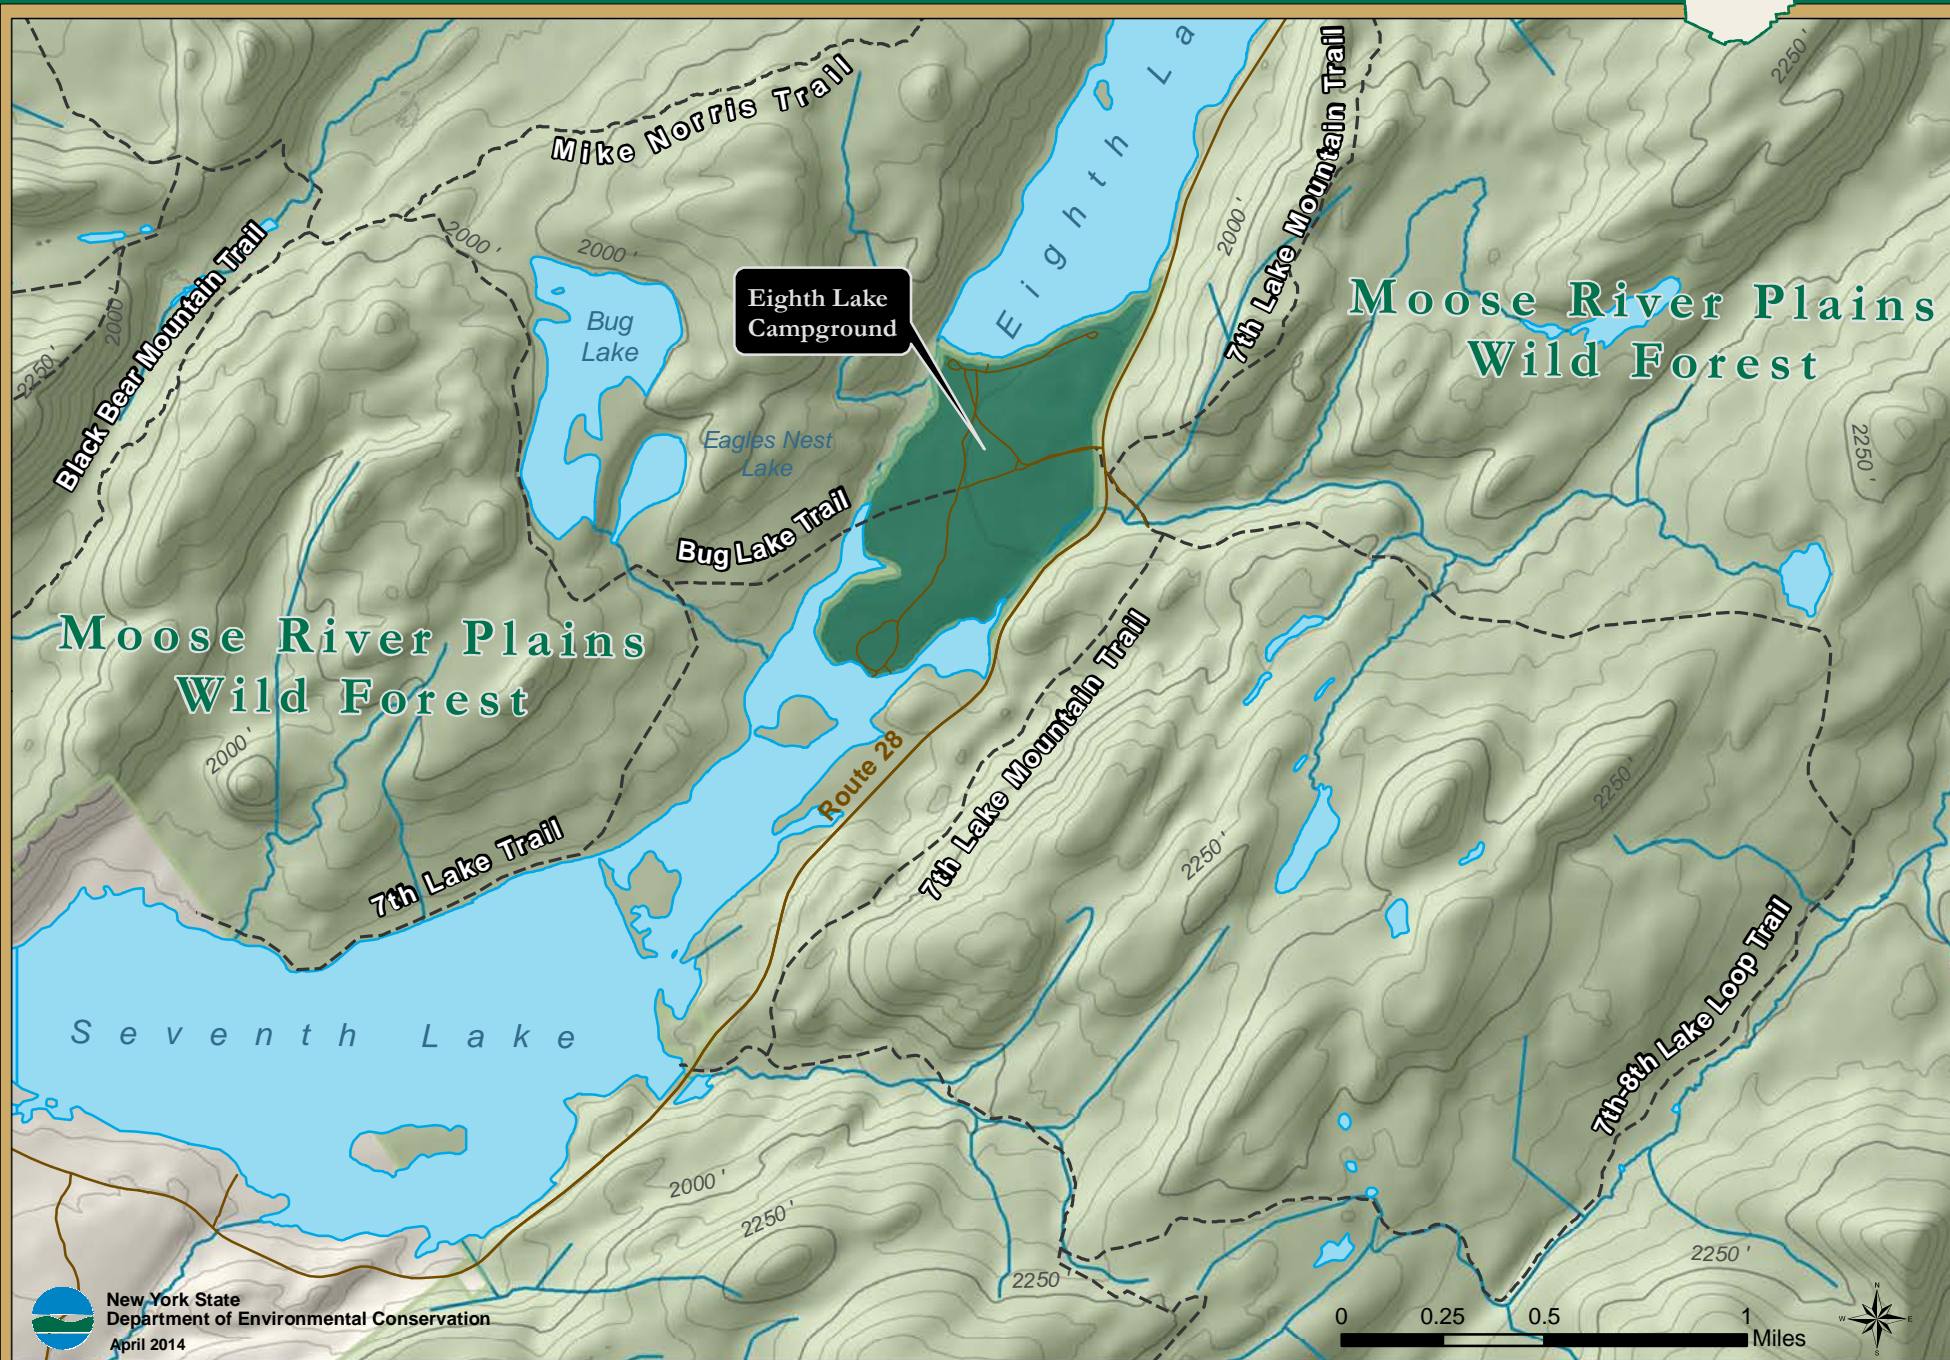 Eighth La
Mike Norris Trail
7th Lake Mountain Trail
2250'
2000'
2000'
2000'
2000'
2250'
Black Bear Mountain Trail
Bug
Lake
Eighth Lake
Campground
Moose River Plains
Wild Forest
2250'
Eagles Nest
Lake
Bug Lake Trail
Moose River Plains
Wild Forest
2000'
7th Lake Mountain Trail
Route 28
2250'
2250'
7th Lake Trail
7th-8th Lake Loop Trail
Seventh Lake
2000'
2250'
2250'
2250
New York State
Department of Environmental Conservation
April 2014
0 0.25 0.5 1
Miles
N
W E
S